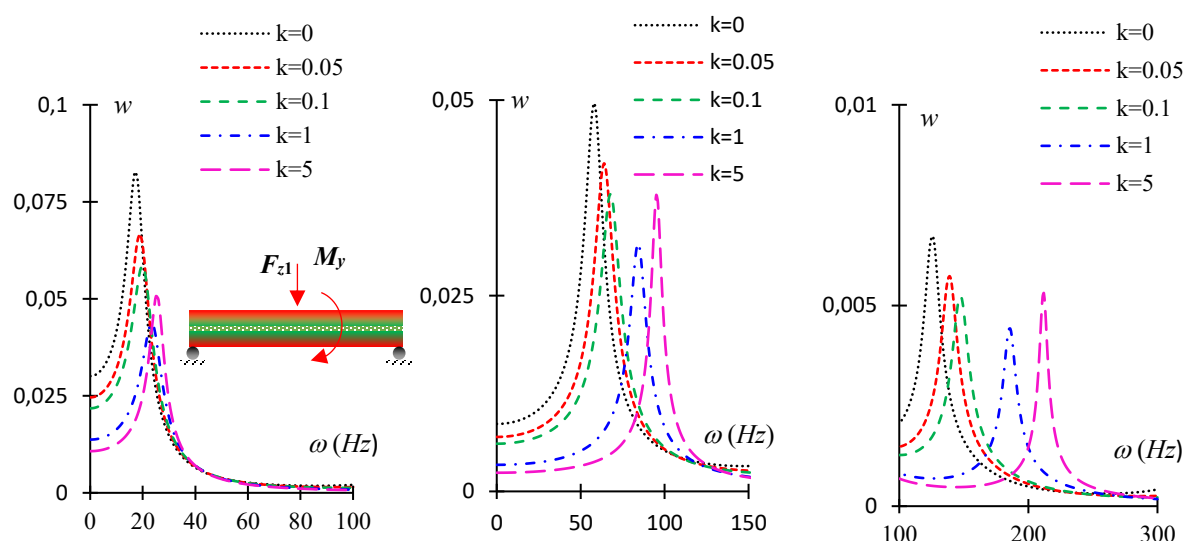 k=0
k=0.05
k=0.1
k=1
k=5
0,1
0,075
0,05
0,025
0
w
Fz1
My
ω (Hz)
0 20 40 60 80 100
k=0
k=0.05
k=0.1
k=1
k=5
0,05
0,025
0
w
ω (Hz)
0 50 100 150
k=0
k=0.05
k=0.1
k=1
k=5
0,01
0,005
0
w
ω (Hz)
100 200 300